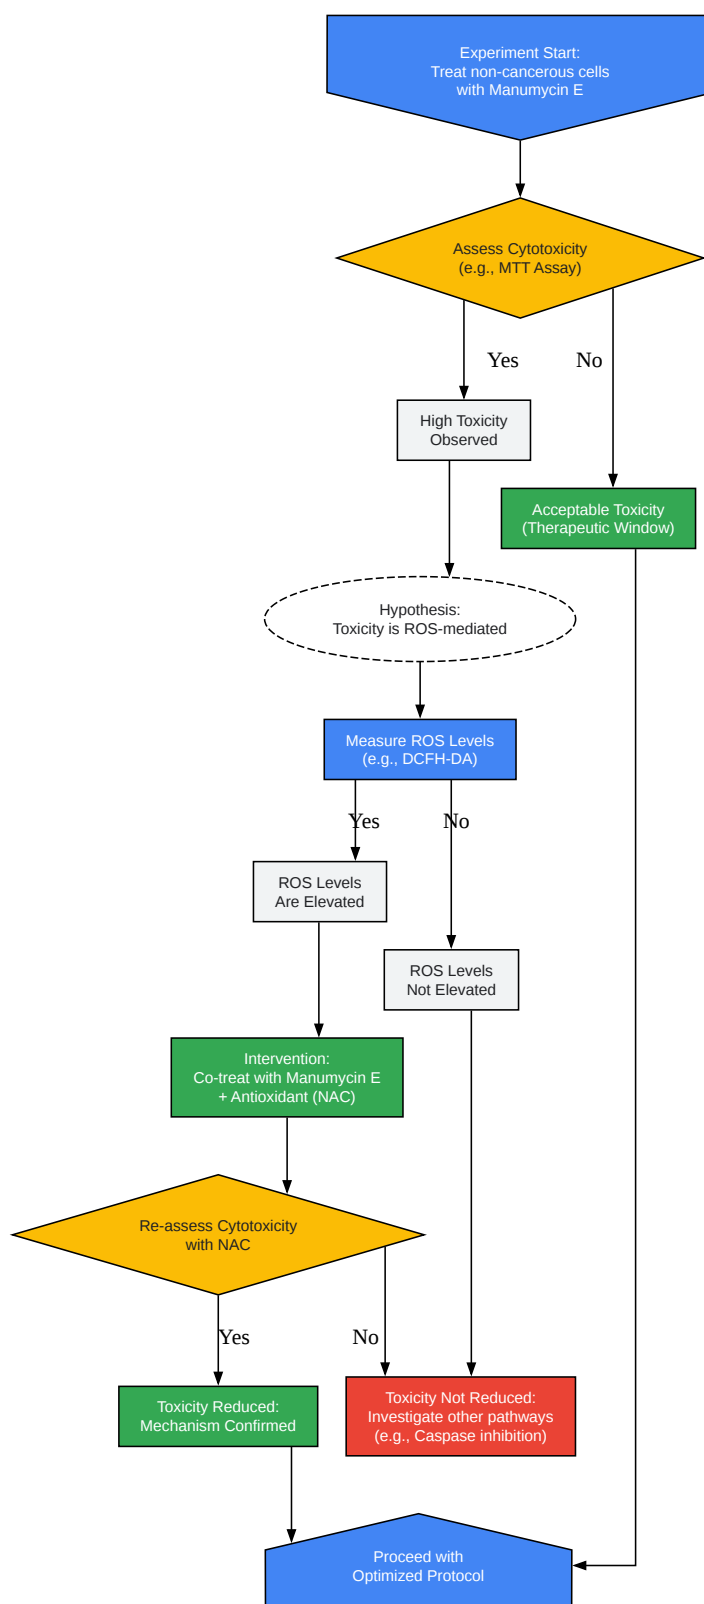 Experiment Start:
Treat non-cancerous cells
with Manumycin E
Assess Cytotoxicity
(e.g., MTT Assay)
Yes
No
High Toxicity
Observed
Acceptable Toxicity
(Therapeutic Window)
Hypothesis:
Toxicity is ROS-mediated
Measure ROS Levels
(e.g., DCFH-DA)
Yes
No
ROS Levels
Are Elevated
ROS Levels
Not Elevated
Intervention:
Co-treat with Manumycin E
+ Antioxidant (NAC)
Re-assess Cytotoxicity
with NAC
Yes
No
Toxicity Reduced:
Mechanism Confirmed
Toxicity Not Reduced:
Investigate other pathways
(e.g., Caspase inhibition)
Proceed with
Optimized Protocol